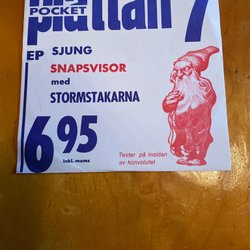 POCKET
plattan 7
EP SJUNG
SNAPSVISOR
med
STORMSTAKARNA
6 95
inkl. moms
Texter på insidan
av konvolutet